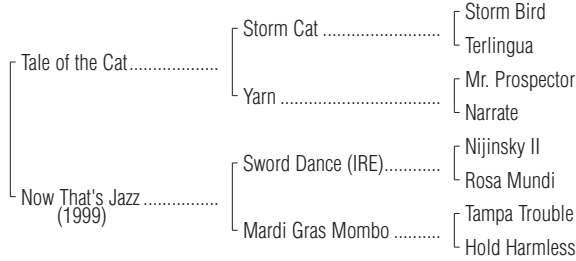 Storm Bird
Storm Cat ......................
Terlingua
Tale of the Cat...................
Mr. Prospector
Yarn ..............................
Narrate
Nijinsky II
Sword Dance (IRE)...........
Rosa Mundi
Now That's Jazz ................
(1999)
Tampa Trouble
Mardi Gras Mombo ..........
Hold Harmless